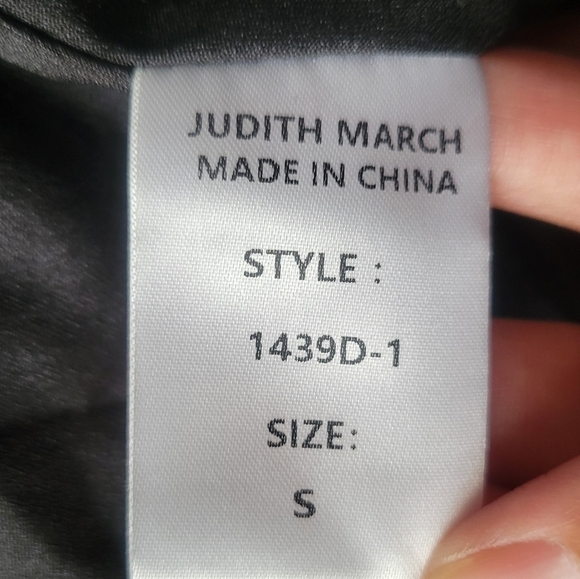 JUDITH MARCH
MADE IN CHINA
STYLE :
1439D-1
SIZE:
S